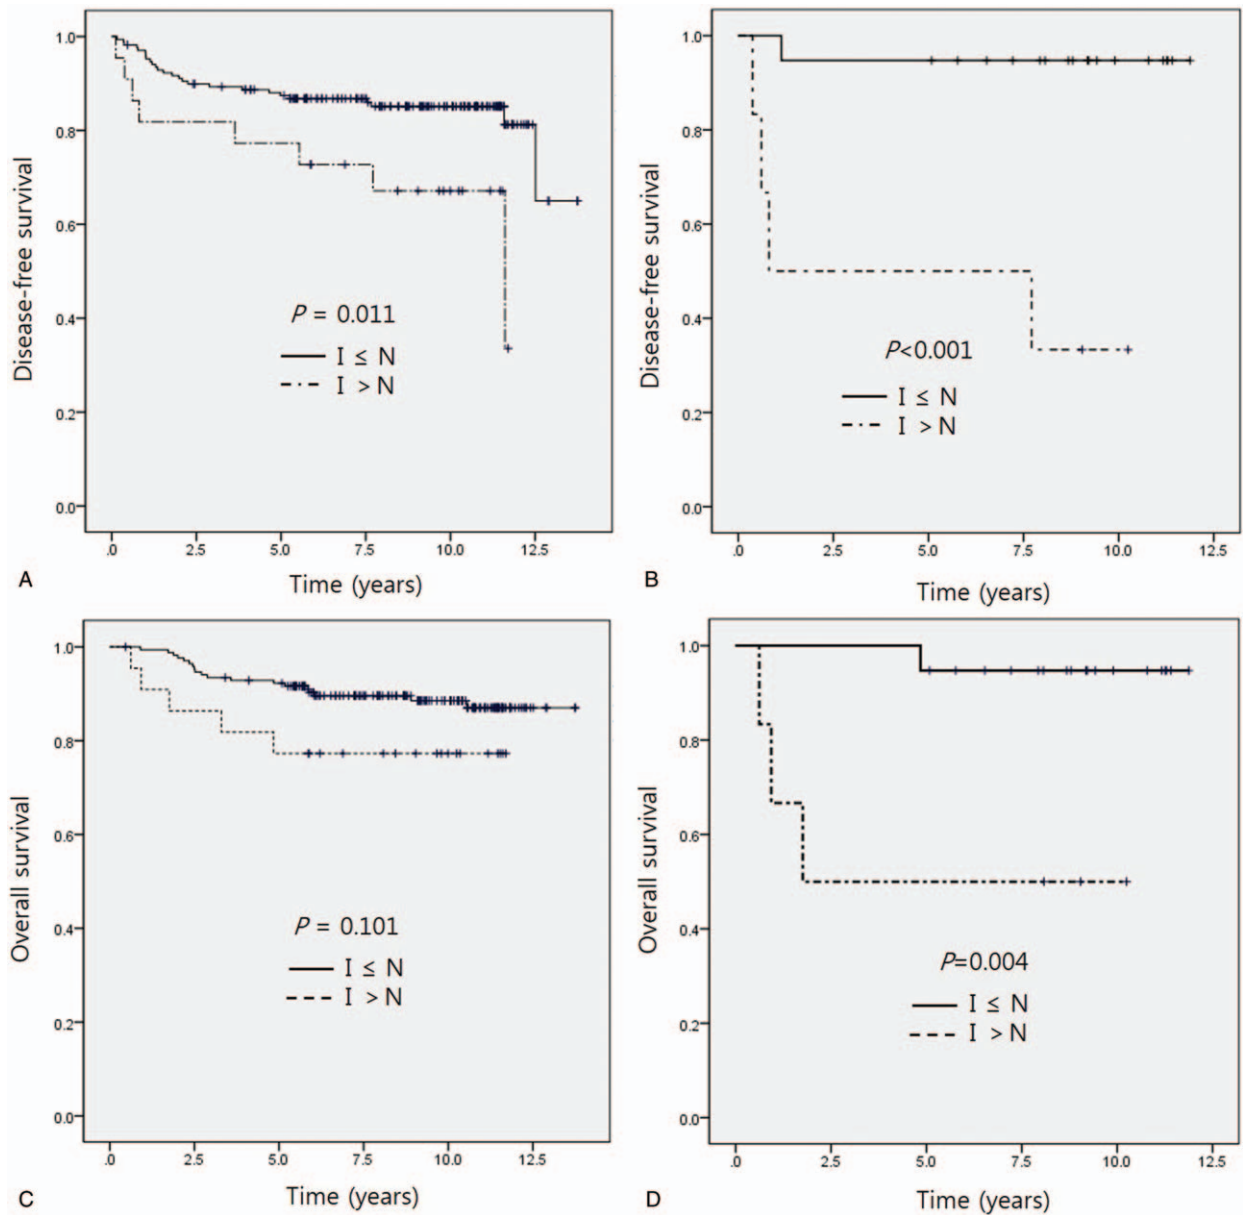 1.0
0.8
0.6
0.4
0.2
0.0
Disease-free survival
P = 0.011
I ≤ N
I > N
.0 2.5 5.0 7.5 10.0 12.5
Time (years)
A
1.0
0.8
0.6
0.4
0.2
0.0
Disease-free survival
P<0.001
I ≤ N
I > N
.0 2.5 5.0 7.5 10.0 12.5
Time (years)
B
1.0
0.8
0.6
0.4
0.2
0.0
Overall survival
P = 0.101
I ≤ N
I > N
.0 2.5 5.0 7.5 10.0 12.5
Time (years)
C
1.0
0.8
0.6
0.4
0.2
0.0
Overall survival
P=0.004
I ≤ N
I > N
.0 2.5 5.0 7.5 10.0 12.5
Time (years)
D